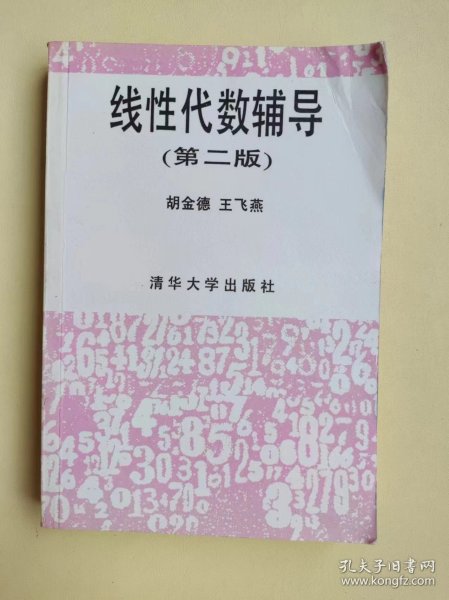 线性代数辅导
(第二版)
胡金德 王飞燕
清华大学出版社
孔夫子旧书网
www.kongfz.com